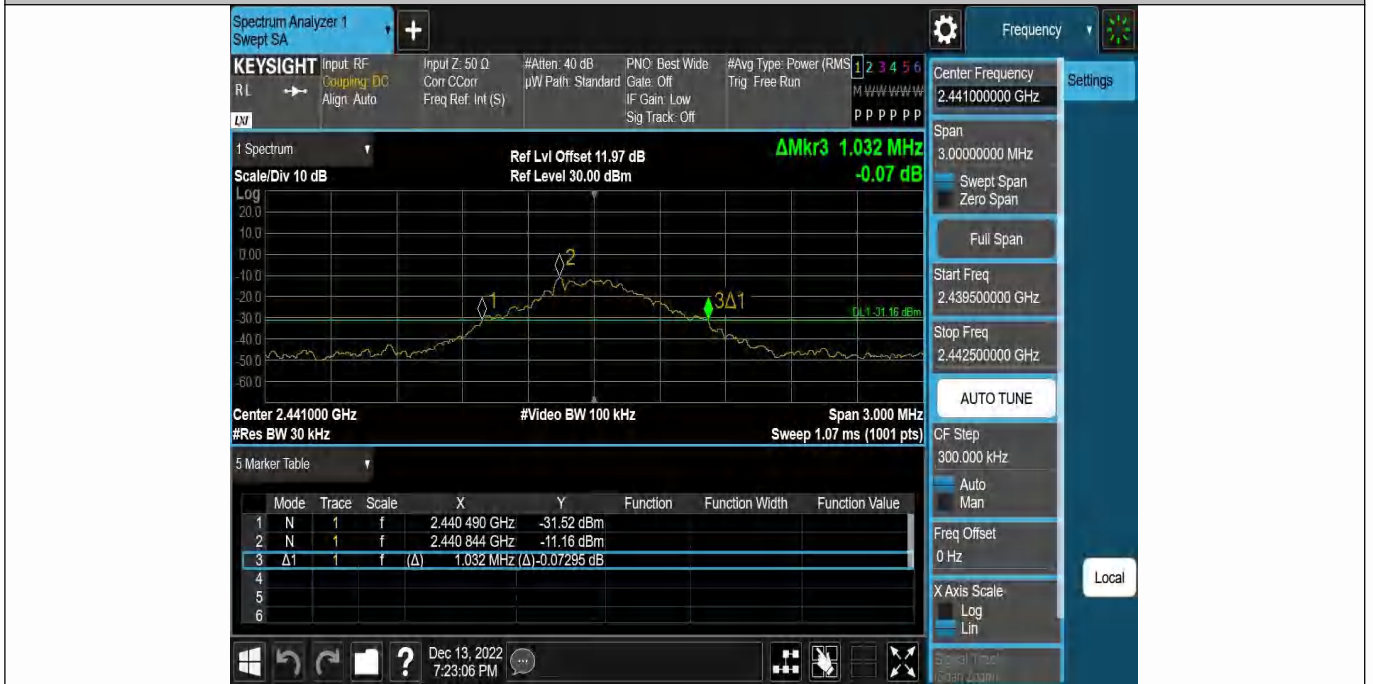 Spectrum Analyzer 1
Swept SA
+
Frequency
KEYSIGHT
RL
LXI
Input: RF
Coupling: DC
Align: Auto
Input Z: 50 Ω
Corr CCorr
Freq Ref: Int (S)
#Atten: 40 dB
µW Path: Standard
PNO: Best Wide
Gate: Off
IF Gain: Low
Sig Track: Off
#Avg Type: Power (RMS
Trig: Free Run
1 2 3 4 5 6
M W W W W W
P P P P P P
1 Spectrum
Scale/Div 10 dB
Ref Lvl Offset 11.97 dB
Ref Level 30.00 dBm
ΔMkr3 1.032 MHz
-0.07 dB
Log
20.0
10.0
0.00
-10.0
-20.0
-30.0
-40.0
-50.0
-60.0
1
2
3Δ1
DL1 -31.16 dBm
Center 2.441000 GHz
#Video BW 100 kHz
Span 3.000 MHz
#Res BW 30 kHz
Sweep 1.07 ms (1001 pts)
5 Marker Table
Mode Trace Scale X Y Function Function Width Function Value
1 N 1 f 2.440 490 GHz -31.52 dBm
2 N 1 f 2.440 844 GHz -11.16 dBm
3 Δ1 1 f (Δ) 1.032 MHz (Δ) -0.07295 dB
4
5
6
?
Dec 13, 2022
7:23:06 PM
Center Frequency
2.441000000 GHz
Settings
Span
3.00000000 MHz
Swept Span
Zero Span
Full Span
Start Freq
2.439500000 GHz
Stop Freq
2.442500000 GHz
AUTO TUNE
CF Step
300.000 kHz
Auto
Man
Freq Offset
0 Hz
X Axis Scale
Log
Lin
Local
Signal Track
(Span Zoom)